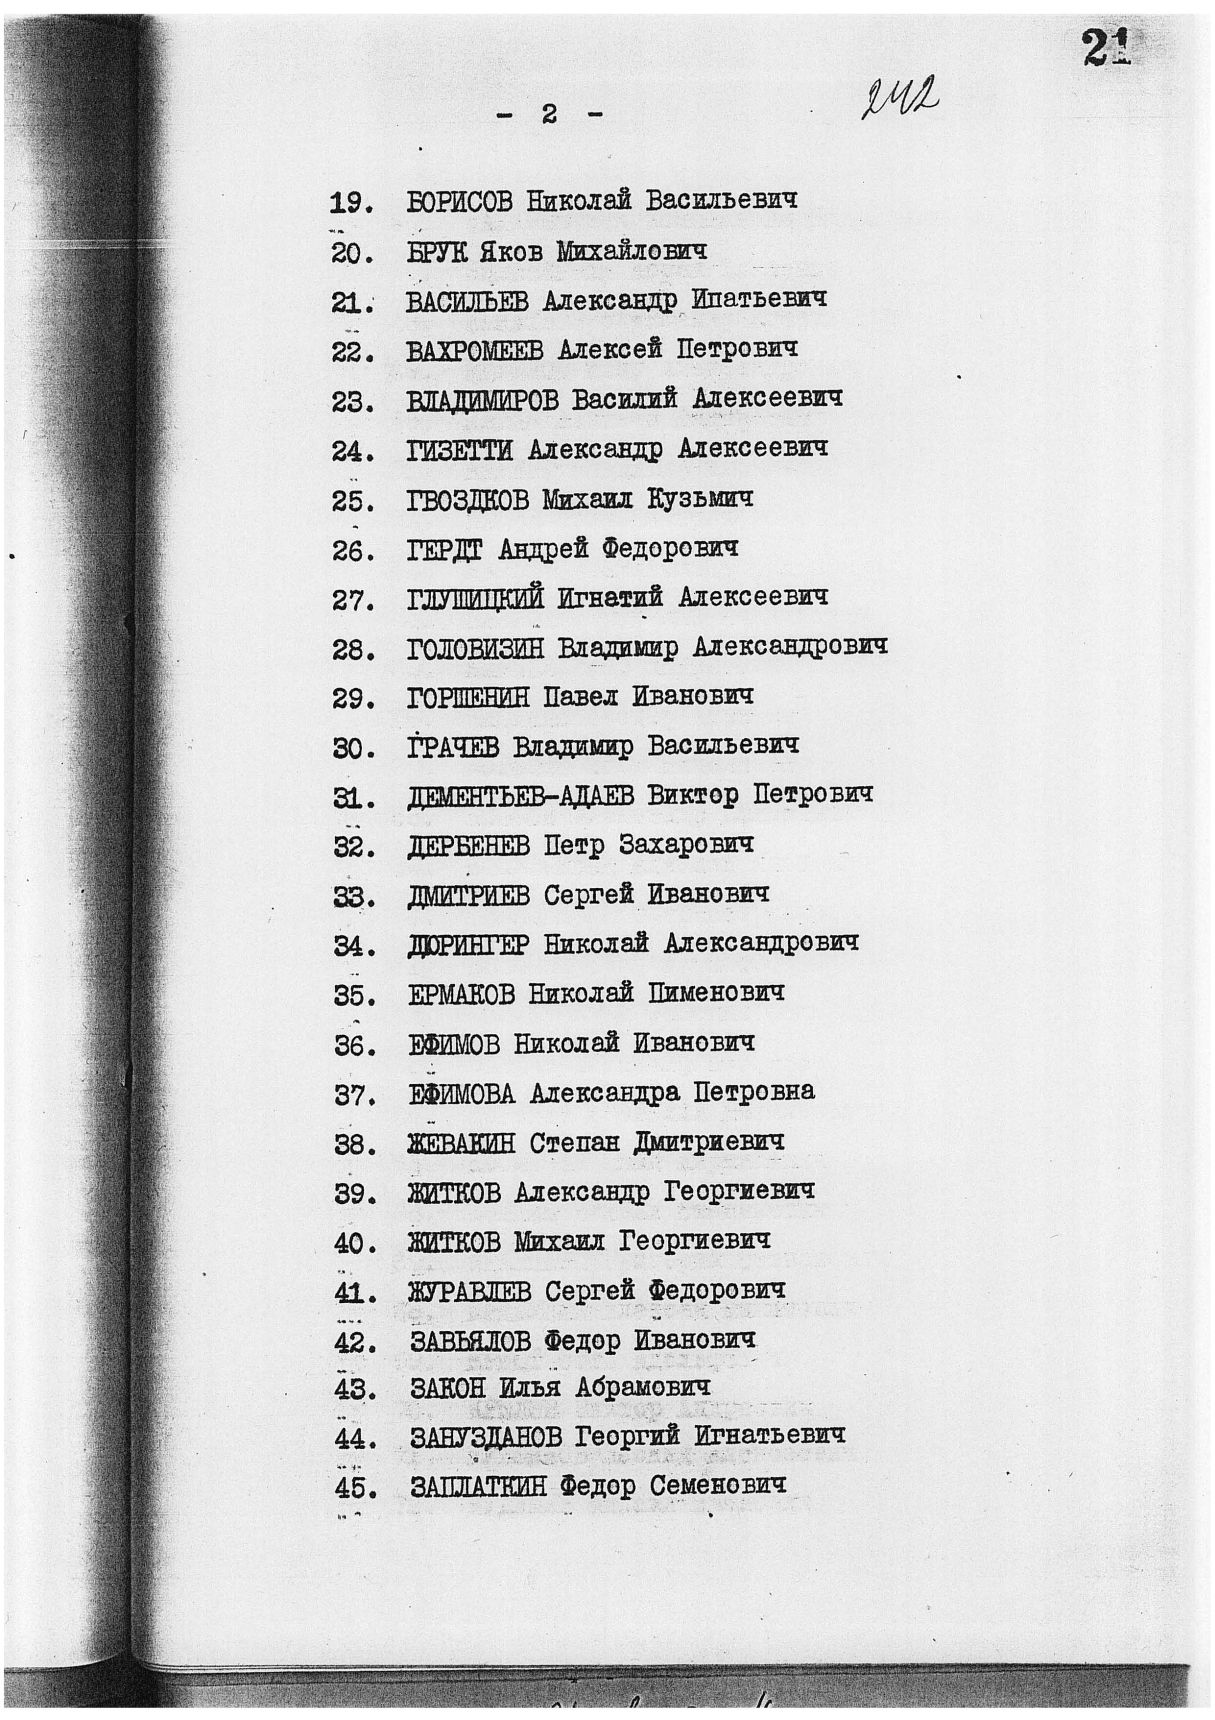 21
242
- 2 -
19. БОРИСОВ Николай Васильевич
20. БРУК Яков Михайлович
21. ВАСИЛЬЕВ Александр Ипатьевич
22. ВАХРОМЕЕВ Алексей Петрович
23. ВЛАДИМИРОВ Василий Алексеевич
24. ГИЗЕТТИ Александр Алексеевич
25. ГВОЗДКОВ Михаил Кузьмич
26. ГЕРДТ Андрей Федорович
27. ГЛУШИЦКИЙ Игнатий Алексеевич
28. ГОЛОВИЗИН Владимир Александрович
29. ГОРШЕНИН Павел Иванович
30. ГРАЧЕВ Владимир Васильевич
31. ДЕМЕНТЬЕВ-АДАЕВ Виктор Петрович
32. ДЕРБЕНЕВ Петр Захарович
33. ДМИТРИЕВ Сергей Иванович
34. ДЮРИНГЕР Николай Александрович
35. ЕРМАКОВ Николай Пименович
36. ЕФИМОВ Николай Иванович
37. ЕФИМОВА Александра Петровна
38. ЖЕВАКИН Степан Дмитриевич
39. ЖИТКОВ Александр Георгиевич
40. ЖИТКОВ Михаил Георгиевич
41. ЖУРАВЛЕВ Сергей Федорович
42. ЗАВЬЯЛОВ Федор Иванович
43. ЗАКОН Илья Абрамович
44. ЗАНУЗДАНОВ Георгий Игнатьевич
45. ЗАПЛАТКИН Федор Семенович